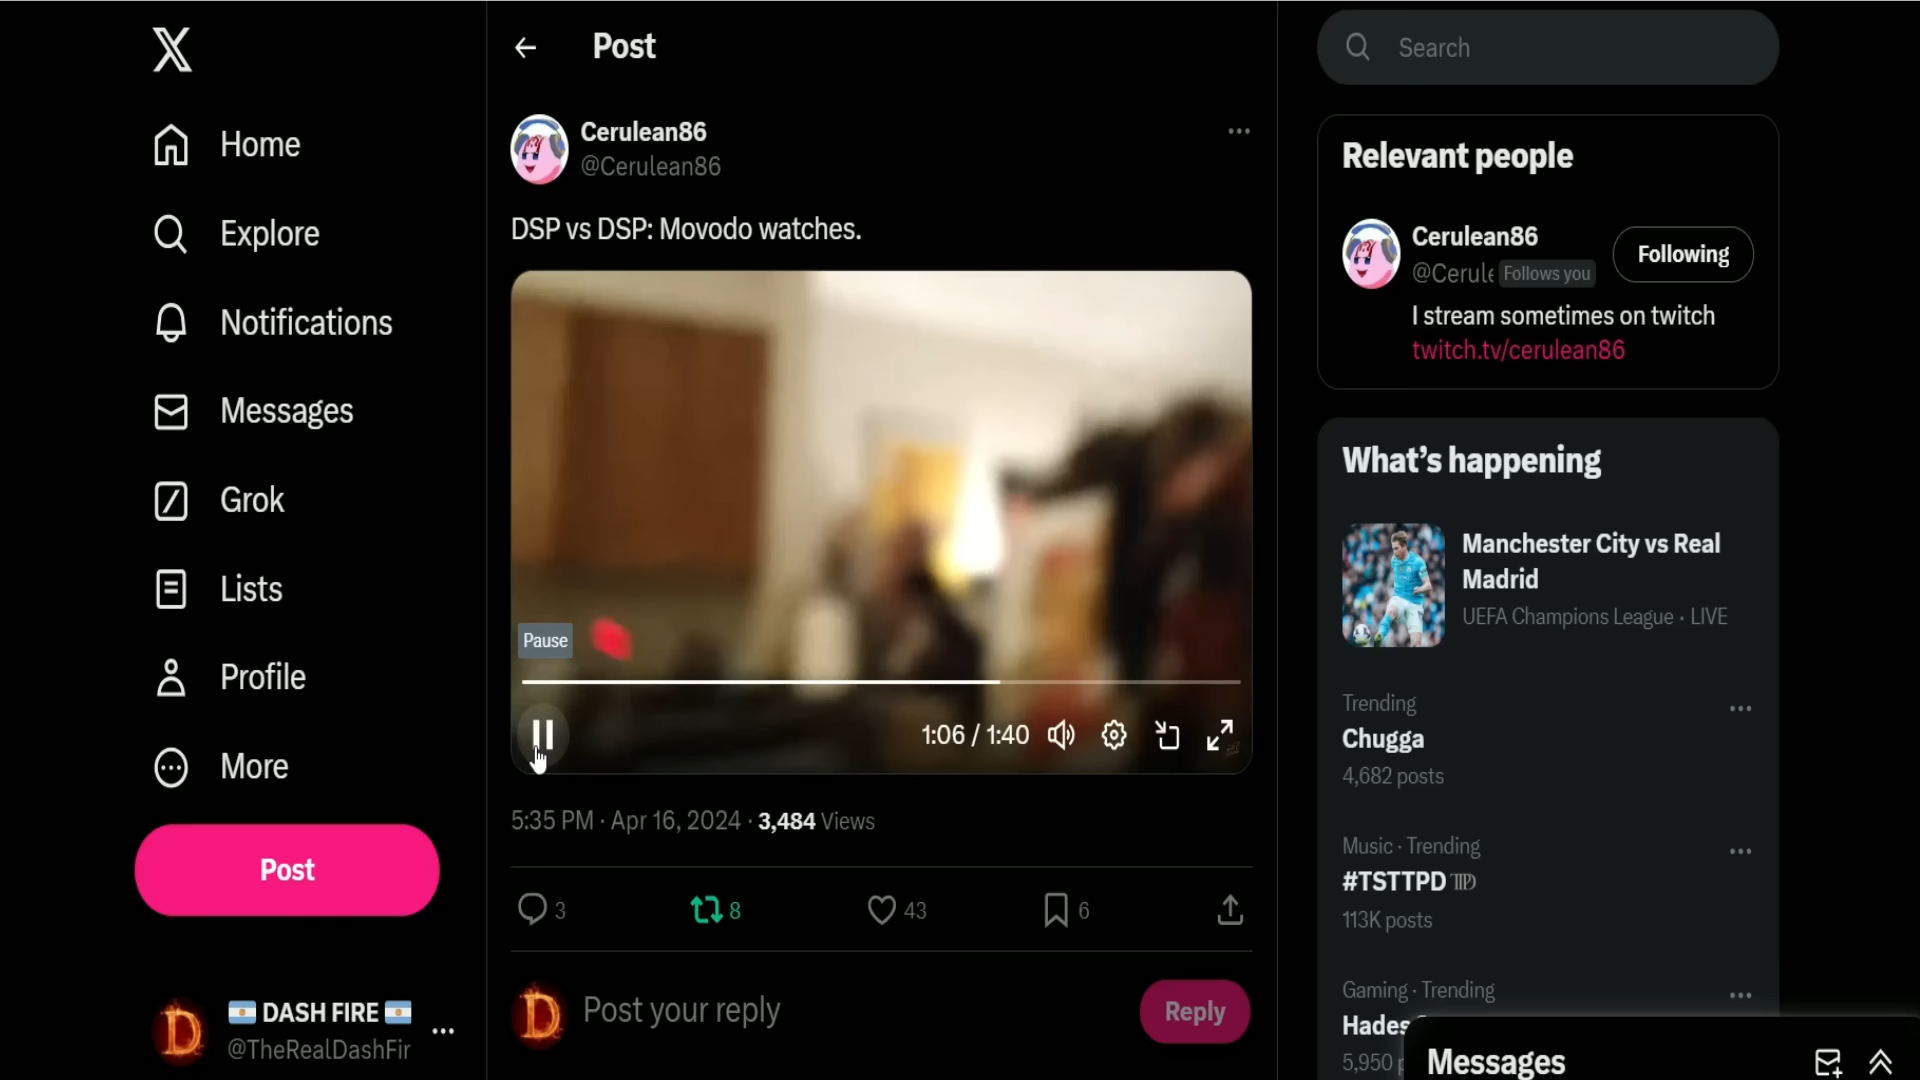 Home
Explore
Notifications
Messages
Grok
Lists
Profile
More
Post
DASH FIRE
@TheRealDashFir
Post
Cerulean86
@Cerulean86
DSP vs DSP: Movodo watches.
Pause
1:06 / 1:40
5:35 PM · Apr 16, 2024 · 3,484 Views
3
8
43
6
Post your reply
Reply
Search
Relevant people
Cerulean86
@Cerule
Follows you
Following
I stream sometimes on twitch
twitch.tv/cerulean86
What's happening
Manchester City vs Real
Madrid
UEFA Champions League · LIVE
Trending
Chugga
4,682 posts
Music · Trending
#TSTTPD
113K posts
Gaming · Trending
Hades
5,950 p
Messages